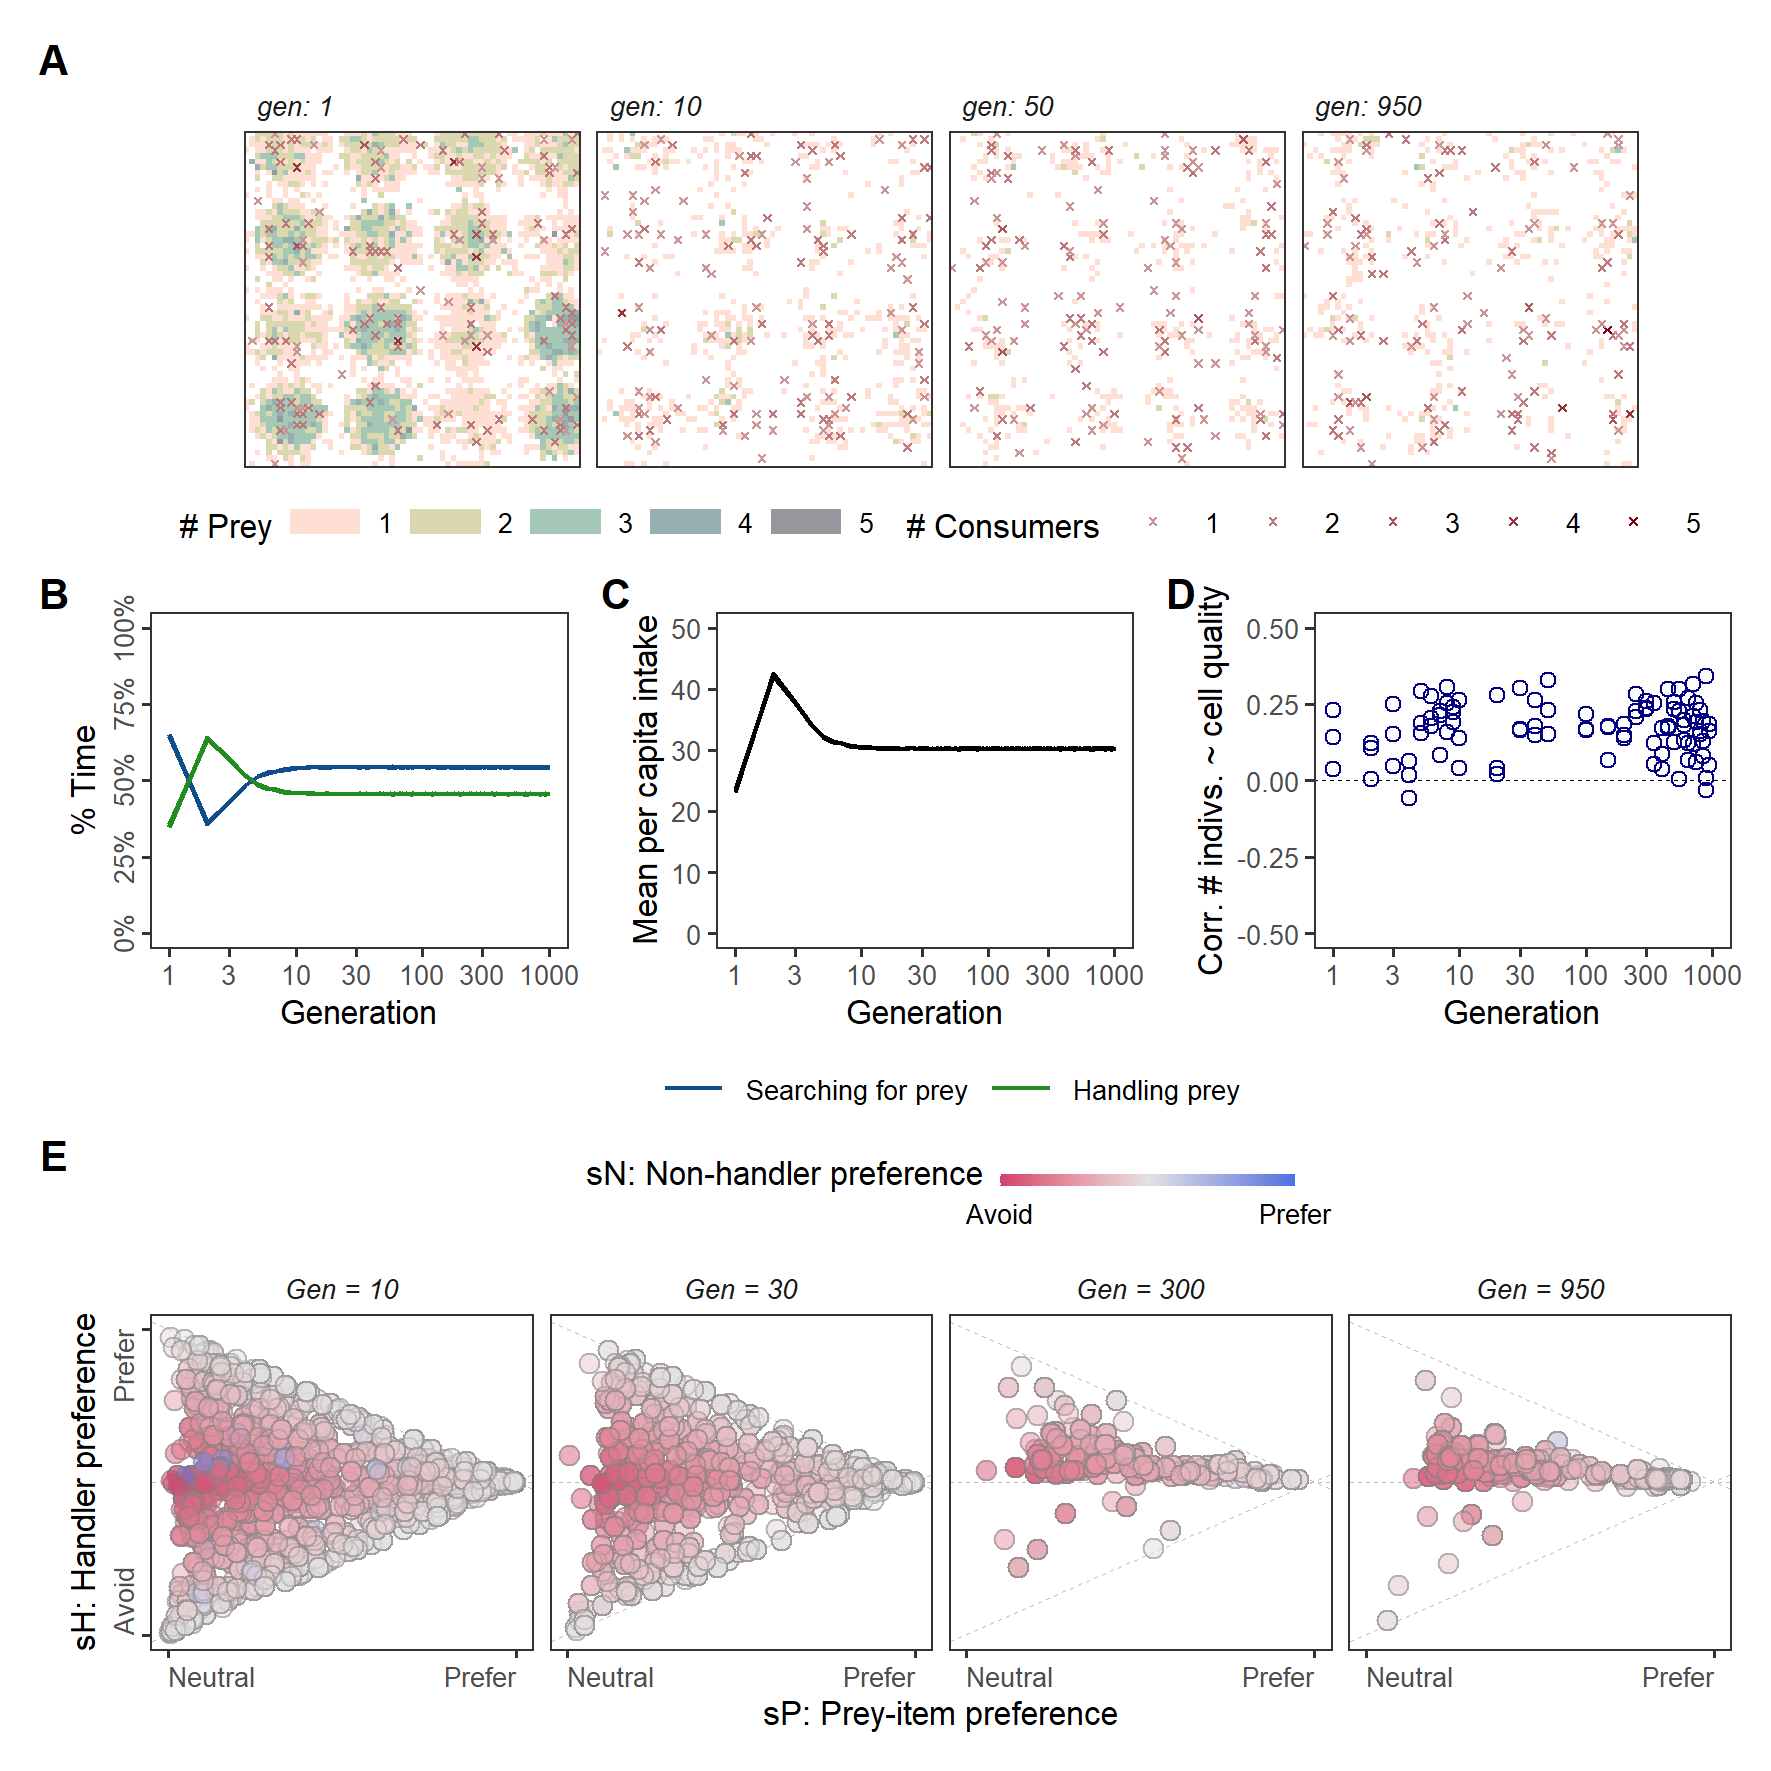 A
gen: 1
gen: 10
gen: 50
gen: 950
# Prey 1 2 3 4 5 # Consumers 1 2 3 4 5
B
% Time
100%
75%
50%
25%
0%
1 3 10 30 100 300 1000
Generation
C
Mean per capita intake
50
40
30
20
10
0
1 3 10 30 100 300 1000
Generation
D
Corr. # indivs. ~ cell quality
0.50
0.25
0.00
-0.25
-0.50
1 3 10 30 100 300 1000
Generation
Searching for prey Handling prey
E
sN: Non-handler preference
Avoid Prefer
Gen = 10
Gen = 30
Gen = 300
Gen = 950
sH: Handler preference
Prefer
Avoid
Neutral Prefer
Neutral Prefer
Neutral Prefer
Neutral Prefer
sP: Prey-item preference